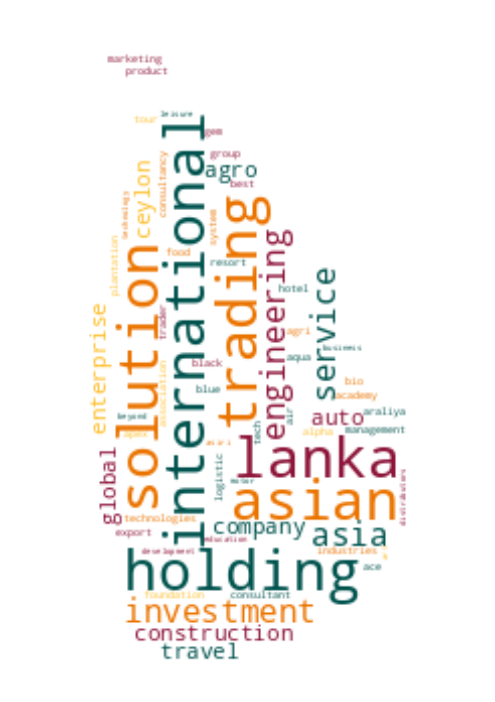 marketing
product
leisure
tour
gem
international
group
consultancy
agro
ceylon
best
technology
trading
system
plantation
engineering
solution
food
resort
service
hotel
enterprise
trader
agri
business
aqua
association
black
blue
bio
academy
beyond
air
auto
araliya
tech
alpha
management
apex
lanka
global
logistic
motor
distributors
asian
technologies
company
asia
export
education
development
industries
holding
ace
foundation
consultant
investment
construction
travel